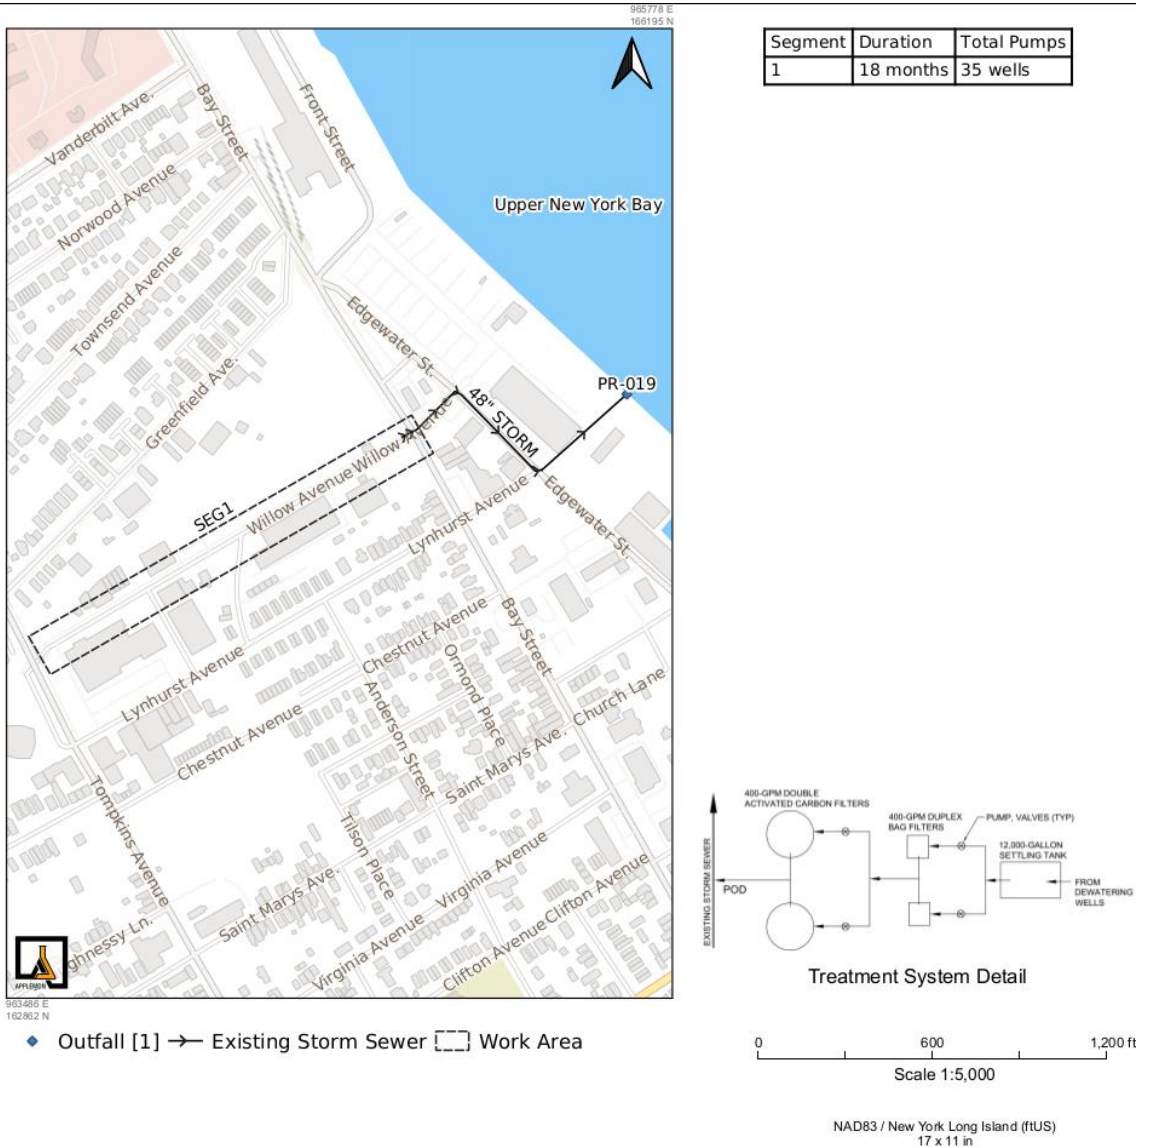 965778 E
166195 N
Segment Duration Total Pumps
1 18 months 35 wells
Vanderbilt Ave.
Bay Street
Front Street
Norwood Avenue
Upper New York Bay
Townsend Avenue
Edgewater St.
Greenfield Ave.
PR-019
48" STORM
Willow Avenue
Willow Avenue
SEG1
Lynhurst Avenue
Edgewater St.
Chestnut Avenue
Bay Street
Ormond Place
Lynhurst Avenue
Church Lane
Anderson Street
Chestnut Avenue
Saint Marys Ave.
Tompkins Avenue
Tilson Place
Virginia Avenue
Saint Marys Ave.
Clifton Avenue
Virginia Avenue
Clifton Avenue
ghnessy Ln.
APPLEMON
963486 E
162862 N
400-GPM DOUBLE
ACTIVATED CARBON FILTERS
400-GPM DUPLEX
BAG FILTERS
PUMP, VALVES (TYP)
12,000-GALLON
SETTLING TANK
EXISTING STORM SEWER
POD
FROM
DEWATERING
WELLS
Treatment System Detail
Outfall [1] Existing Storm Sewer Work Area
0 600 1,200 ft
Scale 1:5,000
NAD83 / New York Long Island (ftUS)
17 x 11 in